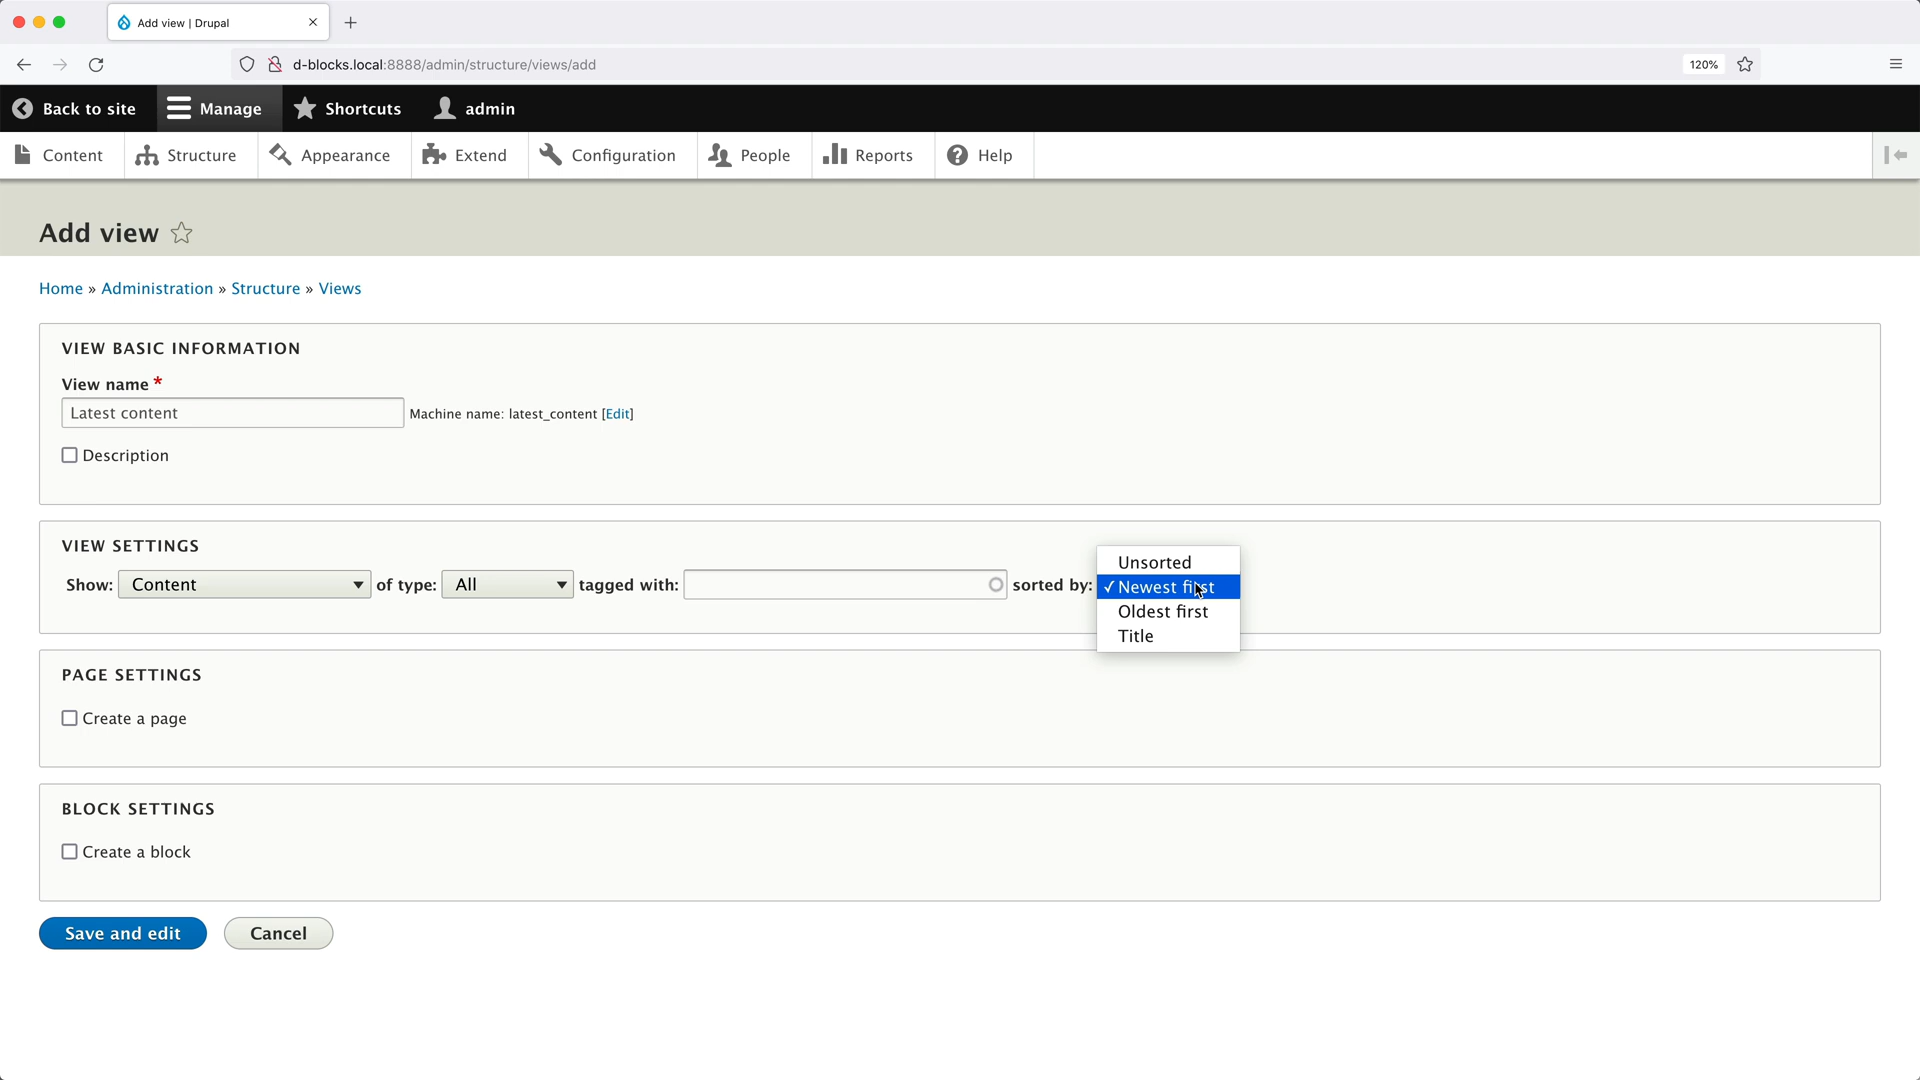 Add view | Drupal
d-blocks.local:8888/admin/structure/views/add
120%
Back to site
Manage
Shortcuts
admin
Content
Structure
Appearance
Extend
Configuration
People
Reports
Help
Add view
Home » Administration » Structure » Views
VIEW BASIC INFORMATION
View name *
Latest content
Machine name: latest_content [Edit]
Description
VIEW SETTINGS
Show: Content of type: All tagged with: sorted by:
Unsorted
✓ Newest first
Oldest first
Title
PAGE SETTINGS
Create a page
BLOCK SETTINGS
Create a block
Save and edit
Cancel